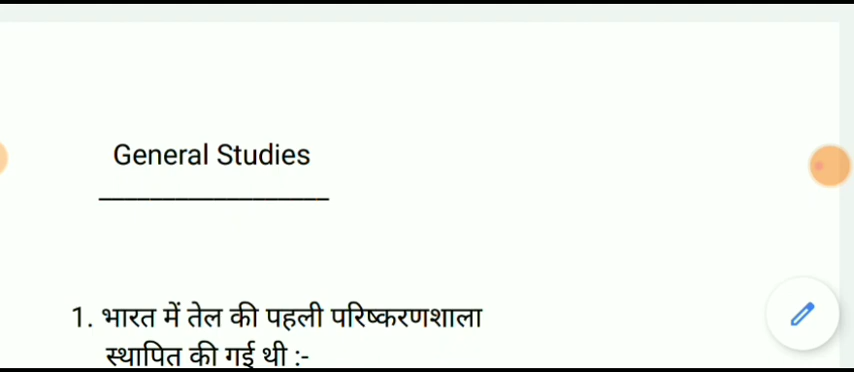 General Studies
1. भारत में तेल की पहली परिष्करणशाला
स्थापित की गई थी :-